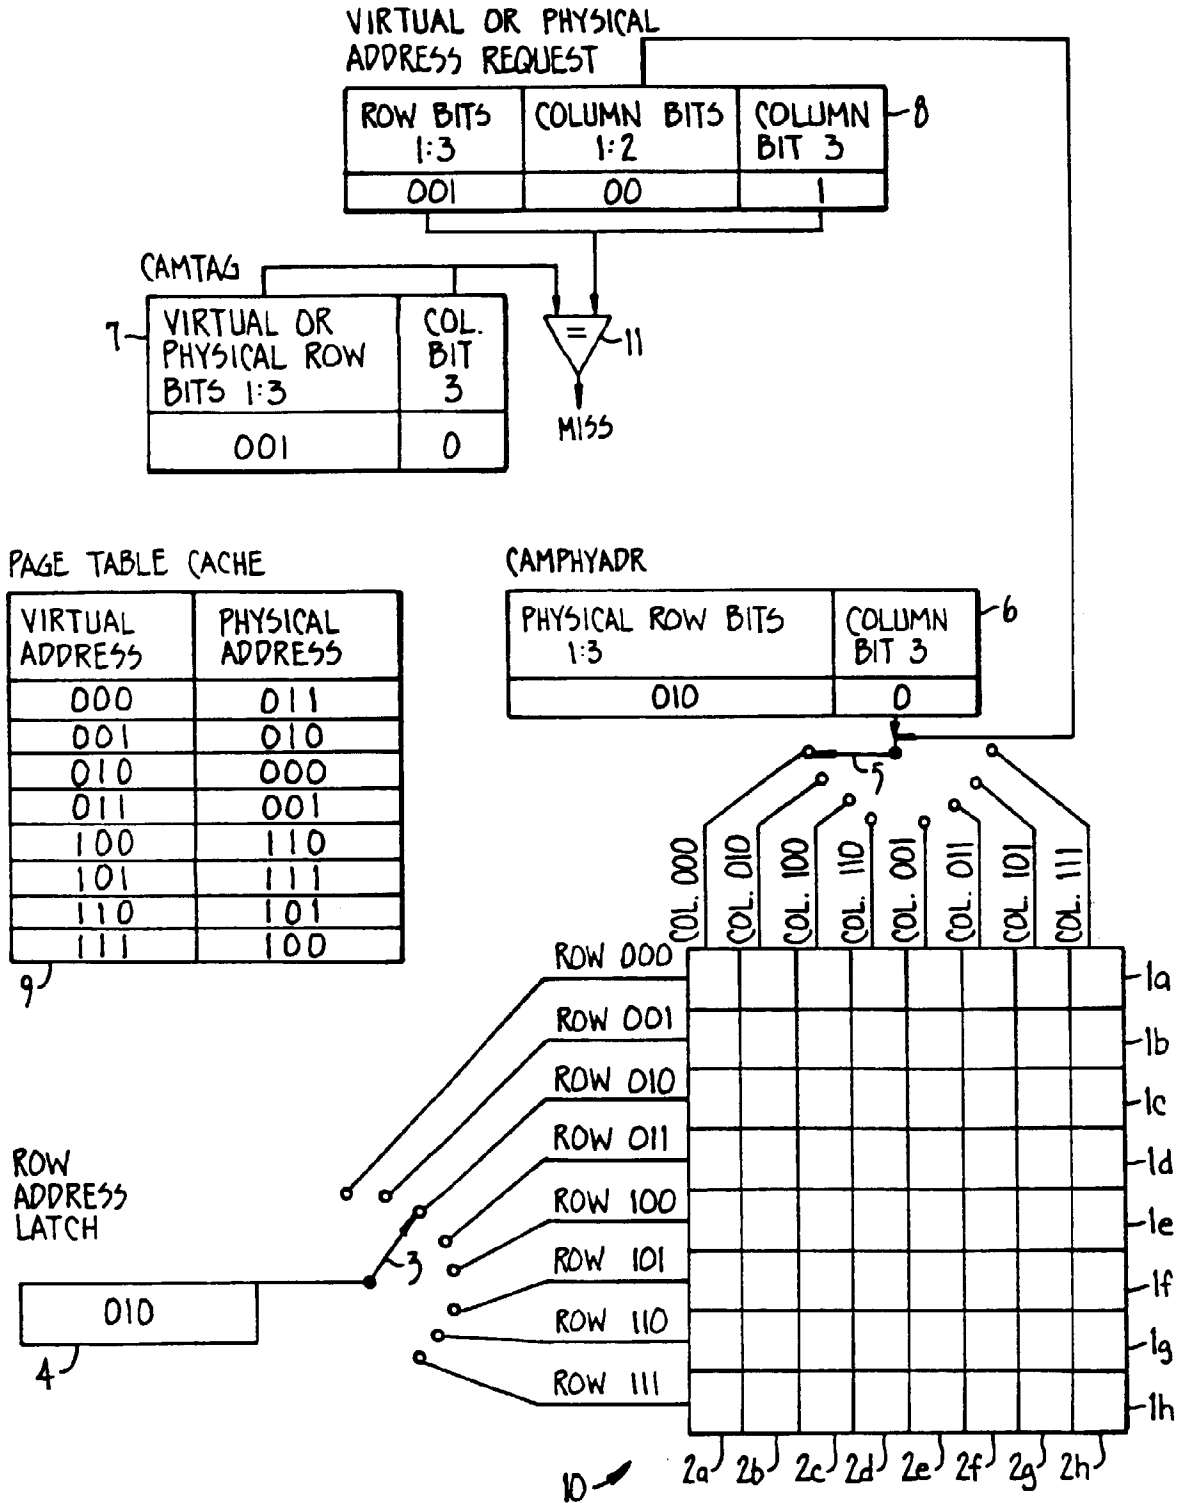 VIRTUAL OR PHYSICAL
ADDRESS REQUEST
ROW BITS 1:3
COLUMN BITS 1:2
COLUMN BIT 3
8
001
00
1
CAMTAG
7
VIRTUAL OR PHYSICAL ROW BITS 1:3
COL. BIT 3
=
11
MISS
001
0
PAGE TABLE CACHE
VIRTUAL ADDRESS
PHYSICAL ADDRESS
000 011
001 010
010 000
011 001
100 110
101 111
110 101
111 100
9
CAMPHYADR
PHYSICAL ROW BITS 1:3
COLUMN BIT 3
6
010
0
5
COL. 000
COL. 010
COL. 100
COL. 110
COL. 001
COL. 011
COL. 101
COL. 111
ROW 000
1a
ROW 001
1b
ROW 010
1c
ROW 011
1d
ROW 100
1e
ROW 101
1f
ROW 110
1g
ROW 111
1h
ROW
ADDRESS
LATCH
3
010
4
10
2a 2b 2c 2d 2e 2f 2g 2h